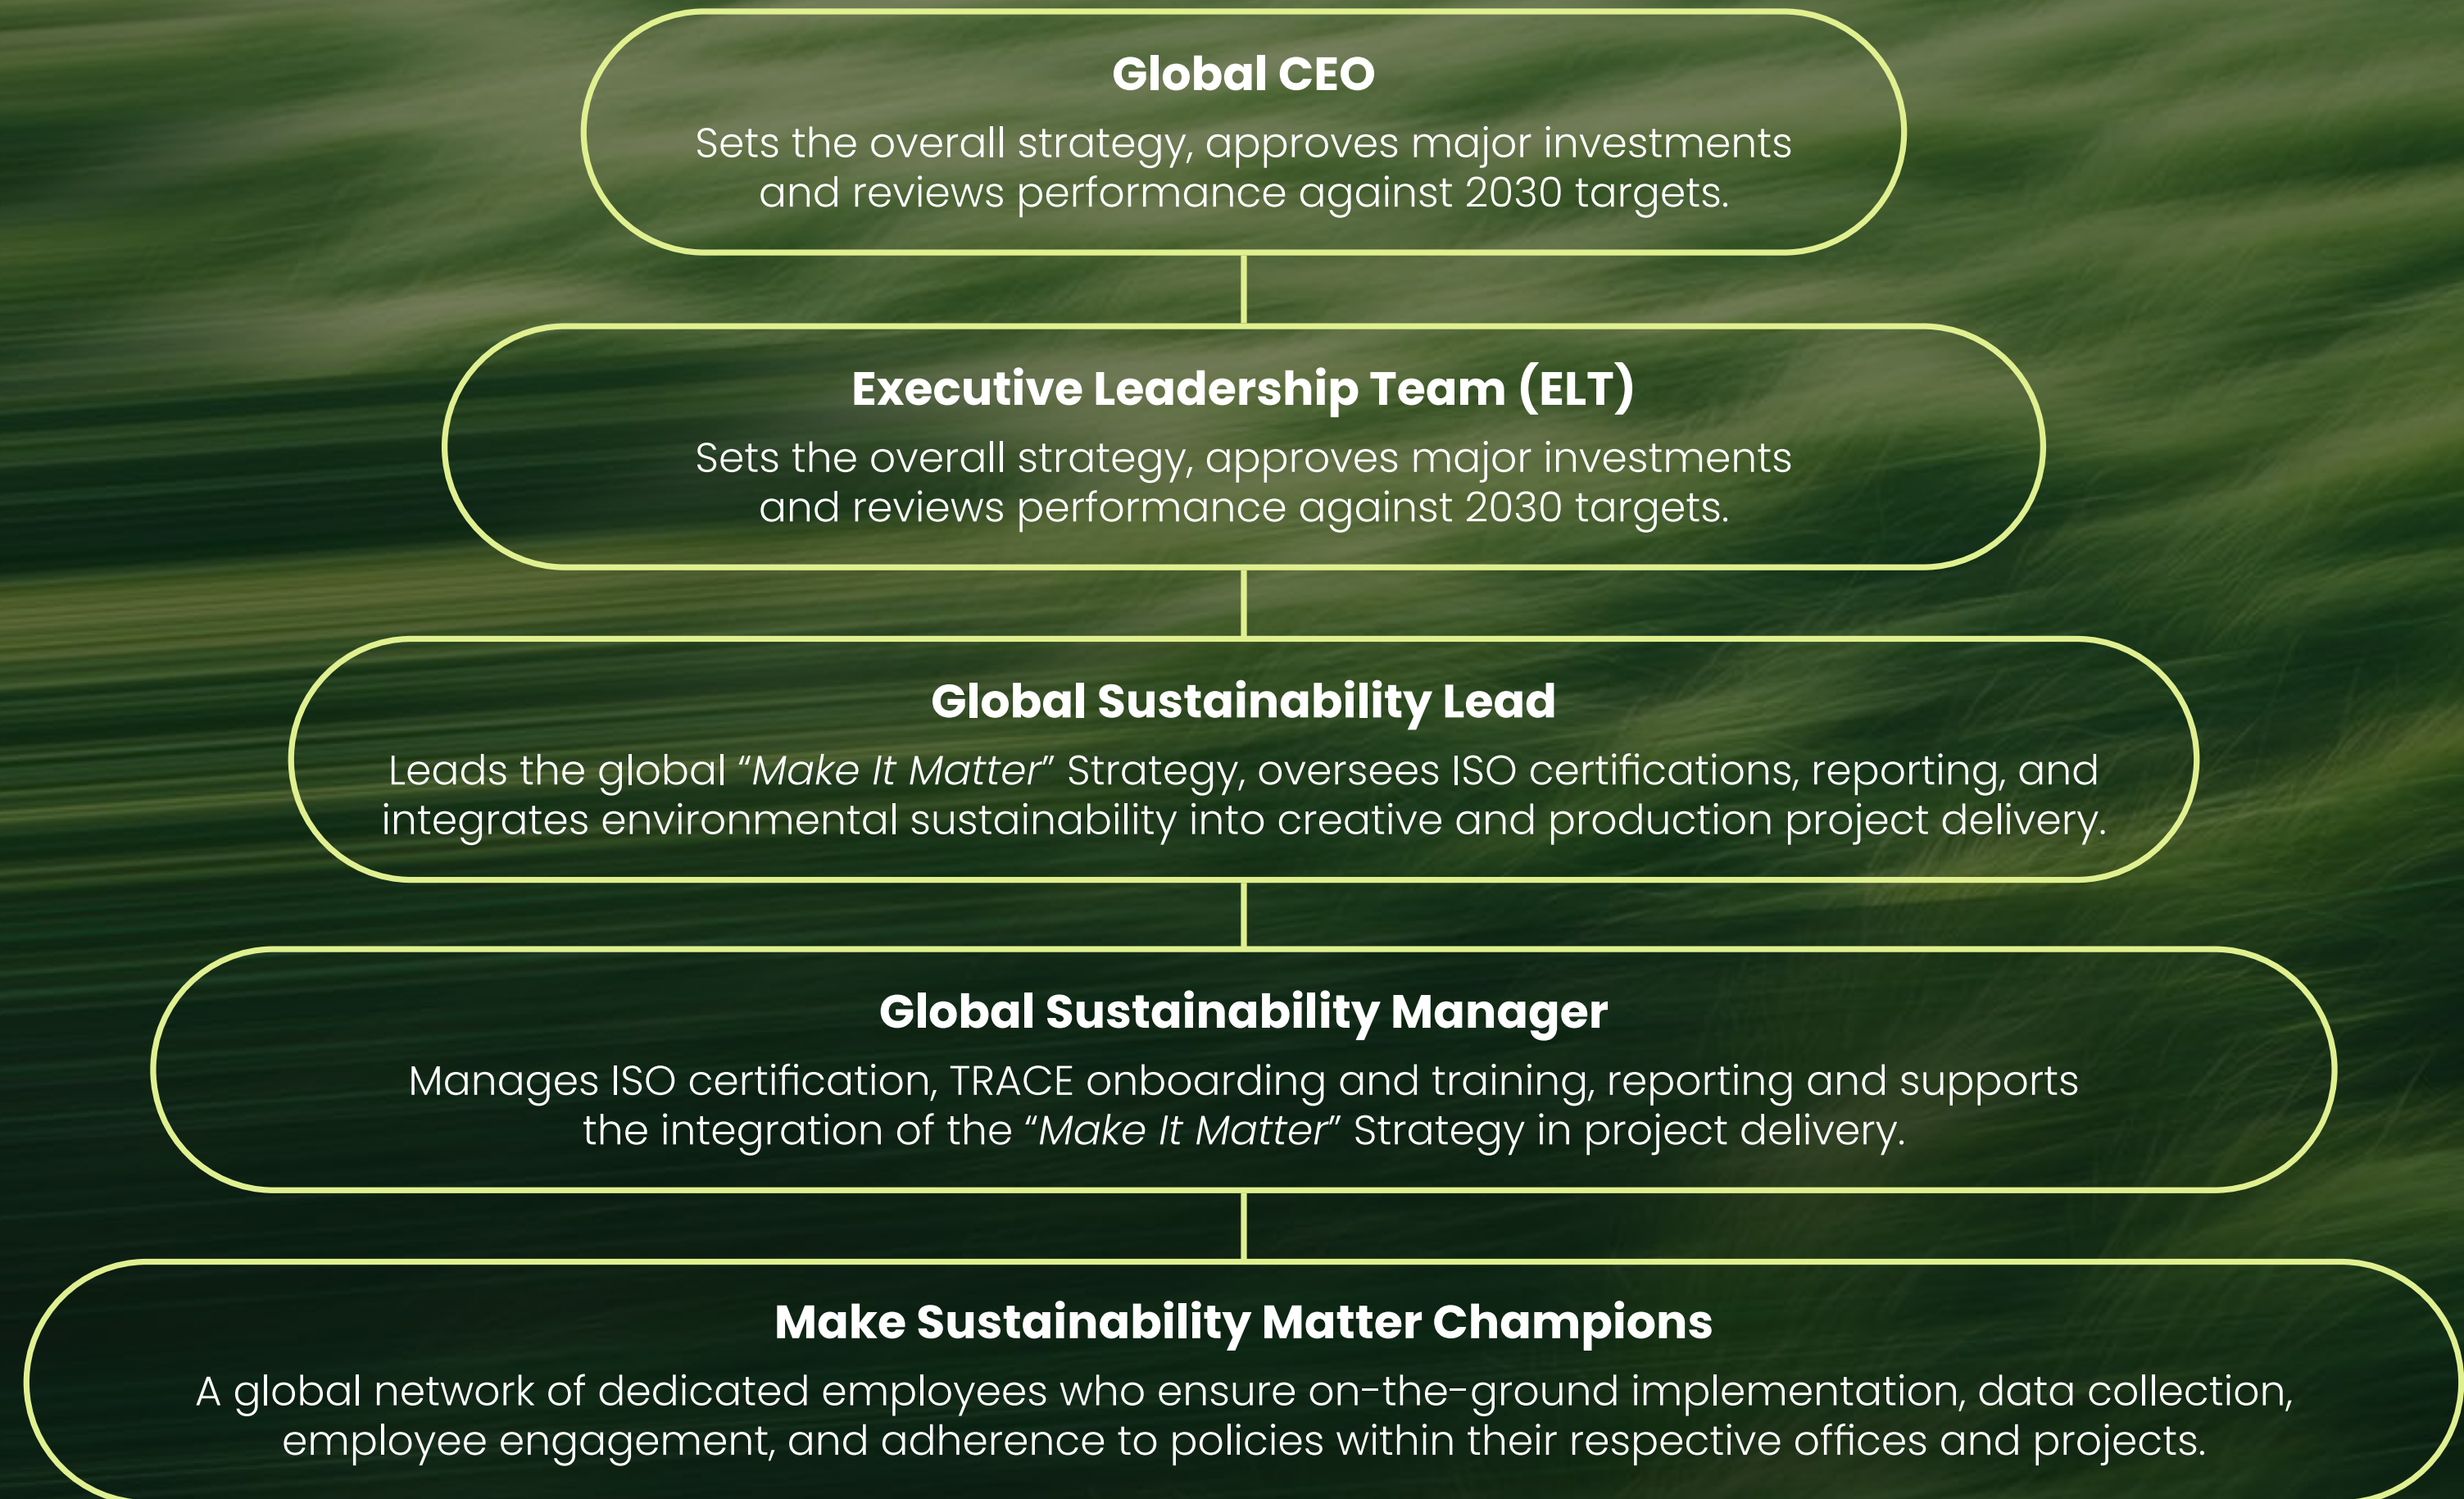 Global CEO
Sets the overall strategy, approves major investments
and reviews performance against 2030 targets.
Executive Leadership Team (ELT)
Sets the overall strategy, approves major investments
and reviews performance against 2030 targets.
Global Sustainability Lead
Leads the global “Make It Matter” Strategy, oversees ISO certifications, reporting, and
integrates environmental sustainability into creative and production project delivery.
Global Sustainability Manager
Manages ISO certification, TRACE onboarding and training, reporting and supports
the integration of the “Make It Matter” Strategy in project delivery.
Make Sustainability Matter Champions
A global network of dedicated employees who ensure on-the-ground implementation, data collection,
employee engagement, and adherence to policies within their respective offices and projects.